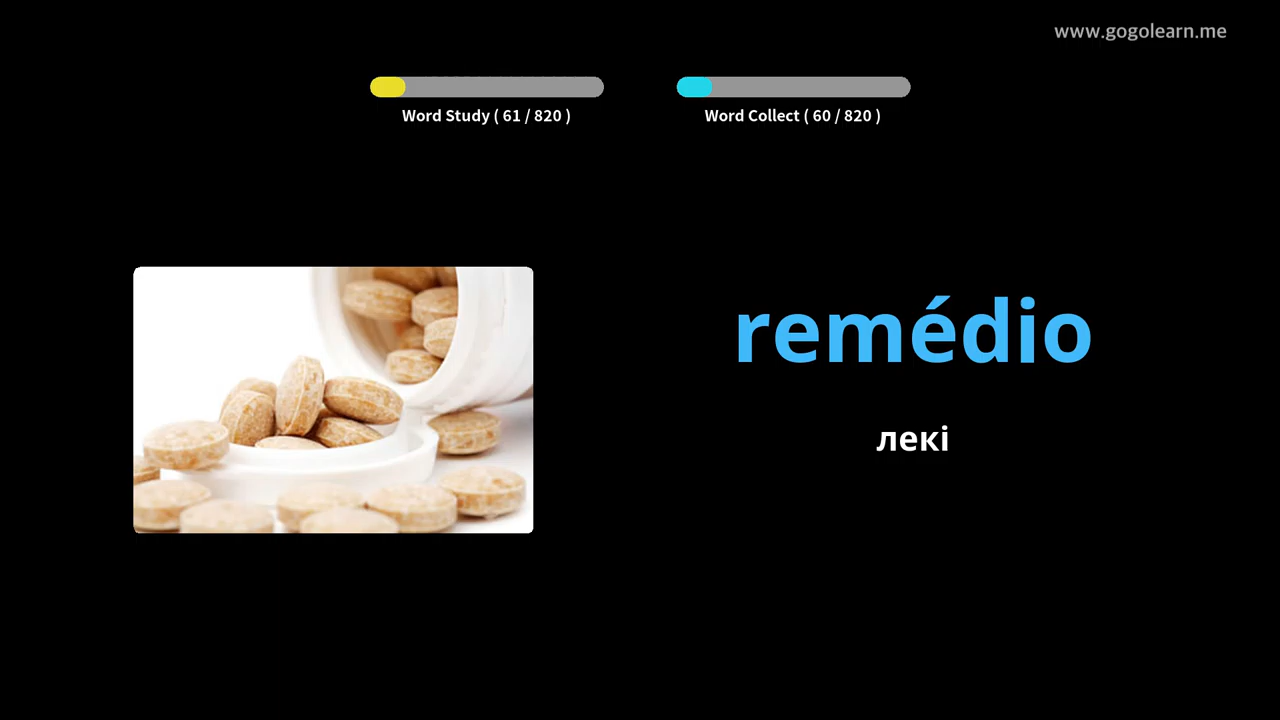 www.gogolearn.me
Word Study ( 61 / 820 )
Word Collect ( 60 / 820 )
remédio
лекі